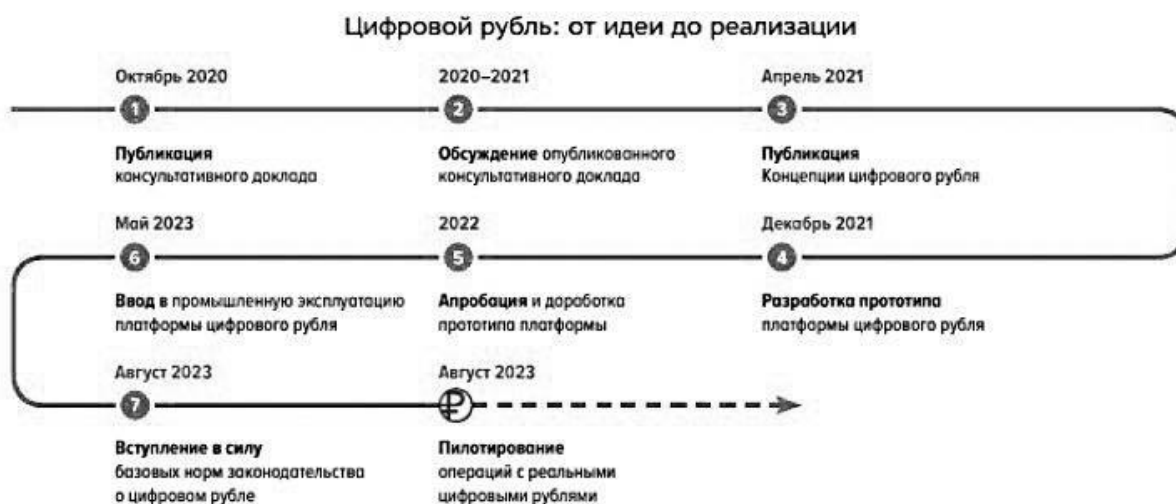 Цифровой рубль: от идеи до реализации
Октябрь 2020
1
Публикация
консультативного доклада
2020–2021
2
Обсуждение опубликованного
консультативного доклада
Апрель 2021
3
Публикация
Концепции цифрового рубля
Декабрь 2021
4
Разработка прототипа
платформы цифрового рубля
2022
5
Апробация и доработка
прототипа платформы
Май 2023
6
Ввод в промышленную эксплуатацию
платформы цифрового рубля
Август 2023
7
Вступление в силу
базовых норм законодательства
о цифровом рубле
Август 2023
₽
Пилотирование
операций с реальными
цифровыми рублями